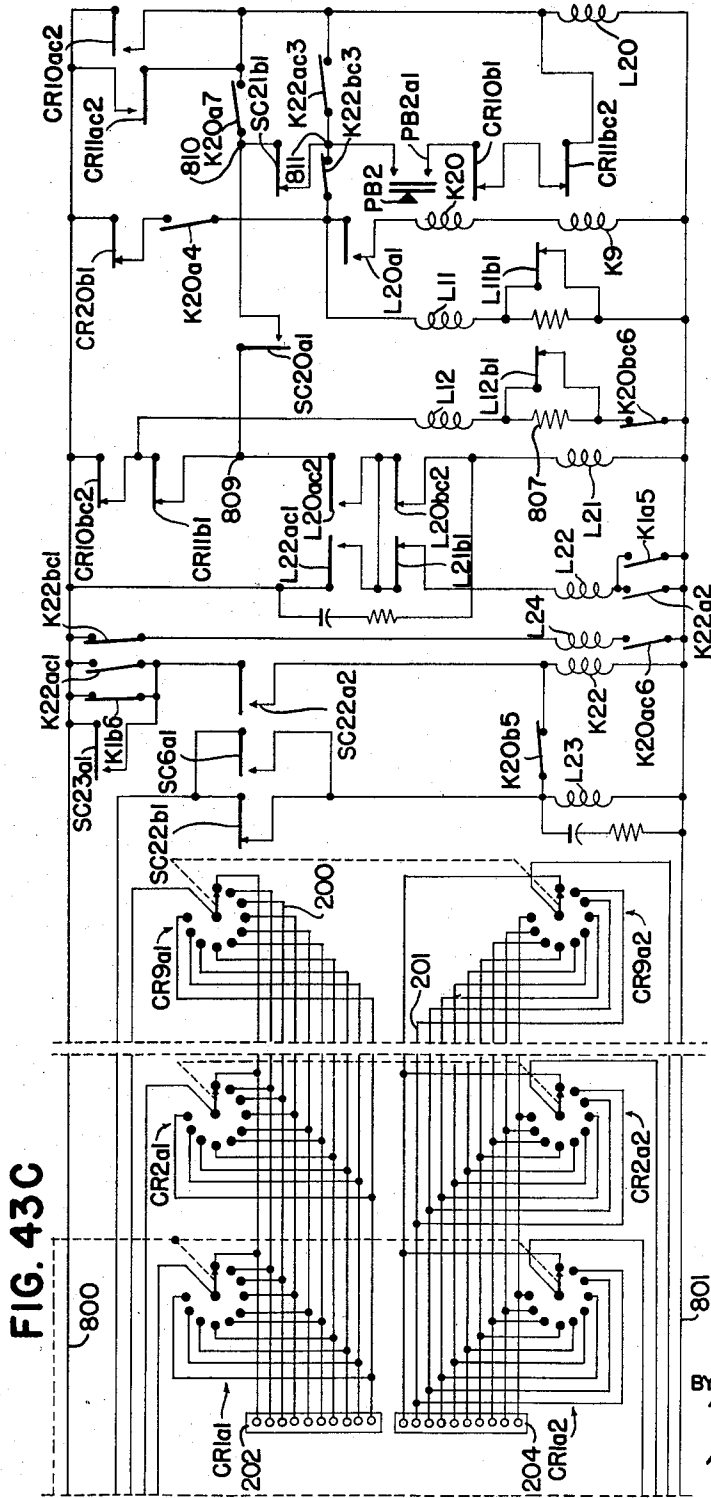 FIG. 43C
800
CR1a1
202
CR2a1
CR9a1
200
SC23a1
K1b6
K22ac1
K22bc1
SC22b1
SC6a1
SC22a2
K20b5
L23
K22
K20ac6
L24
L22
K22a2
K1a5
L22ac1
L21b1
CR10bc2
CR11b1
809
L20ac2
L20bc2
L21
807
L12
L12b1
K20bc6
SC20a1
CR20b1
K20a4
L20a1
L11
L11b1
K9
K20
PB2
PB2a1
CR10b1
CR11bc2
CR10ac2
CR11ac2
K20a7
810
SC21b1
811
K22ac3
K22bc3
L20
201
204
CR1a2
CR2a2
CR9a2
801